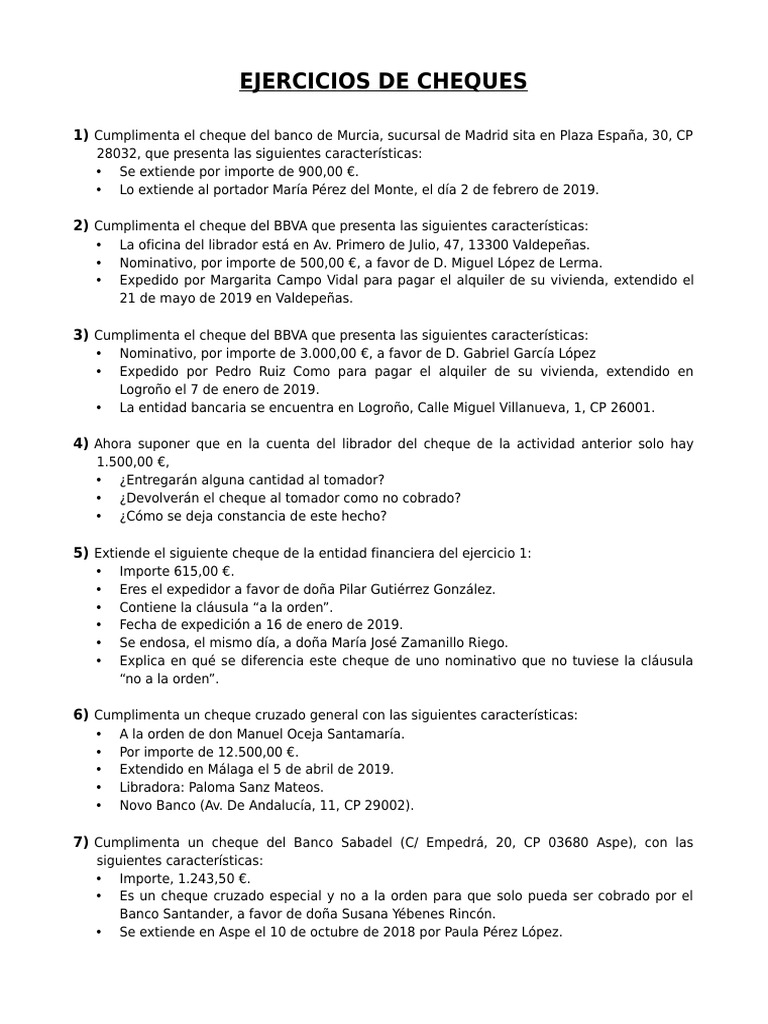 EJERCICIOS DE CHEQUES
1) Cumplimenta el cheque del banco de Murcia, sucursal de Madrid sita en Plaza España, 30, CP
28032, que presenta las siguientes características:
• Se extiende por importe de 900,00 €.
• Lo extiende al portador María Pérez del Monte, el día 2 de febrero de 2019.
2) Cumplimenta el cheque del BBVA que presenta las siguientes características:
• La oficina del librador está en Av. Primero de Julio, 47, 13300 Valdepeñas.
• Nominativo, por importe de 500,00 €, a favor de D. Miguel López de Lerma.
• Expedido por Margarita Campo Vidal para pagar el alquiler de su vivienda, extendido el
21 de mayo de 2019 en Valdepeñas.
3) Cumplimenta el cheque del BBVA que presenta las siguientes características:
• Nominativo, por importe de 3.000,00 €, a favor de D. Gabriel García López
• Expedido por Pedro Ruiz Como para pagar el alquiler de su vivienda, extendido en
Logroño el 7 de enero de 2019.
• La entidad bancaria se encuentra en Logroño, Calle Miguel Villanueva, 1, CP 26001.
4) Ahora suponer que en la cuenta del librador del cheque de la actividad anterior solo hay
1.500,00 €,
• ¿Entregarán alguna cantidad al tomador?
• ¿Devolverán el cheque al tomador como no cobrado?
• ¿Cómo se deja constancia de este hecho?
5) Extiende el siguiente cheque de la entidad financiera del ejercicio 1:
• Importe 615,00 €.
• Eres el expedidor a favor de doña Pilar Gutiérrez González.
• Contiene la cláusula “a la orden”.
• Fecha de expedición a 16 de enero de 2019.
• Se endosa, el mismo día, a doña María José Zamanillo Riego.
• Explica en qué se diferencia este cheque de uno nominativo que no tuviese la cláusula
“no a la orden”.
6) Cumplimenta un cheque cruzado general con las siguientes características:
• A la orden de don Manuel Oceja Santamaría.
• Por importe de 12.500,00 €.
• Extendido en Málaga el 5 de abril de 2019.
• Libradora: Paloma Sanz Mateos.
• Novo Banco (Av. De Andalucía, 11, CP 29002).
7) Cumplimenta un cheque del Banco Sabadel (C/ Empedrá, 20, CP 03680 Aspe), con las
siguientes características:
• Importe, 1.243,50 €.
• Es un cheque cruzado especial y no a la orden para que solo pueda ser cobrado por el
Banco Santander, a favor de doña Susana Yébenes Rincón.
• Se extiende en Aspe el 10 de octubre de 2018 por Paula Pérez López.